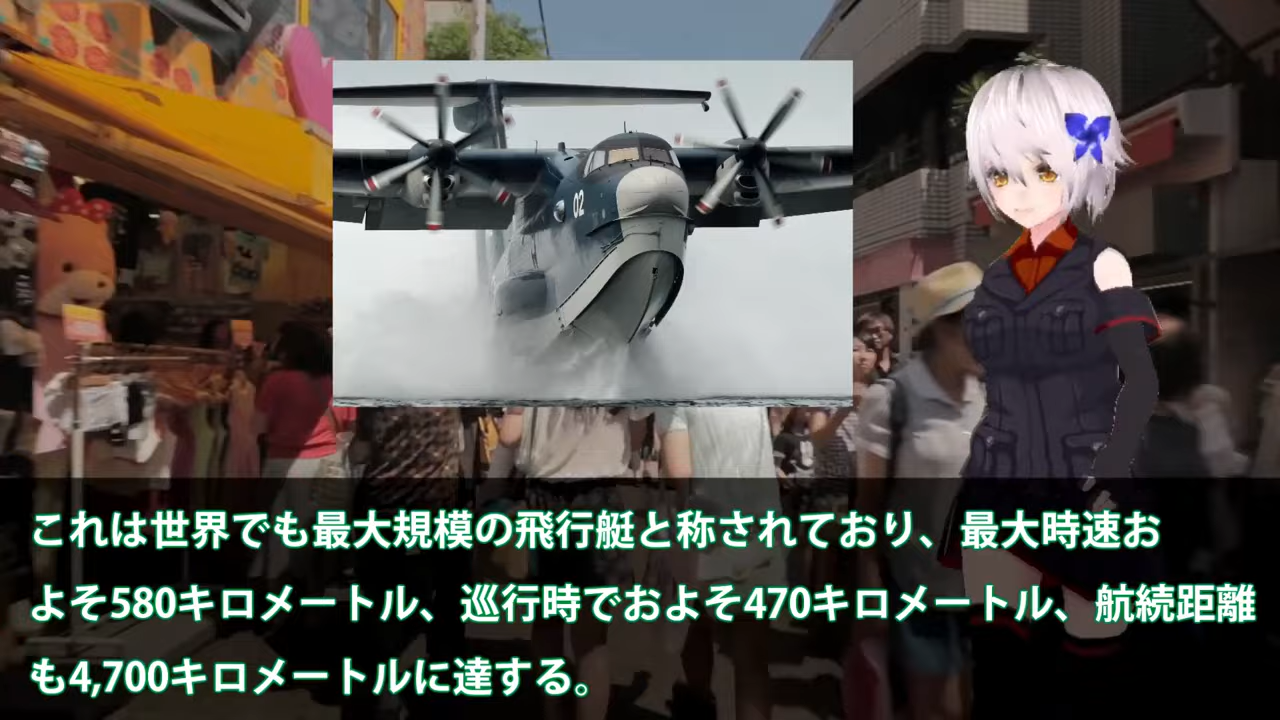 02
これは世界でも最大規模の飛行艇と称されており、最大時速お
よそ580キロメートル、巡行時でおよそ470キロメートル、航続距離
も4,700キロメートルに達する。